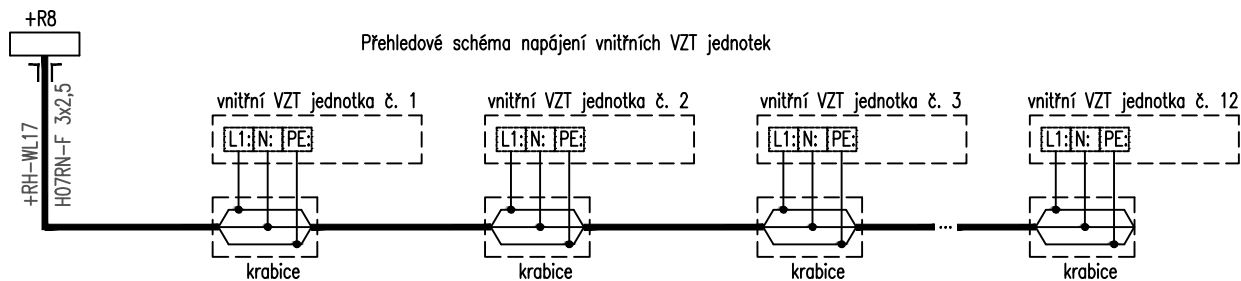 +R8
Přehledové schéma napájení vnitřních VZT jednotek
+RH-WL17
H07RN-F 3x2,5
vnitřní VZT jednotka č. 1
L1: N: PE:
krabice
vnitřní VZT jednotka č. 2
L1: N: PE:
krabice
vnitřní VZT jednotka č. 3
L1: N: PE:
krabice
...
vnitřní VZT jednotka č. 12
L1: N: PE:
krabice